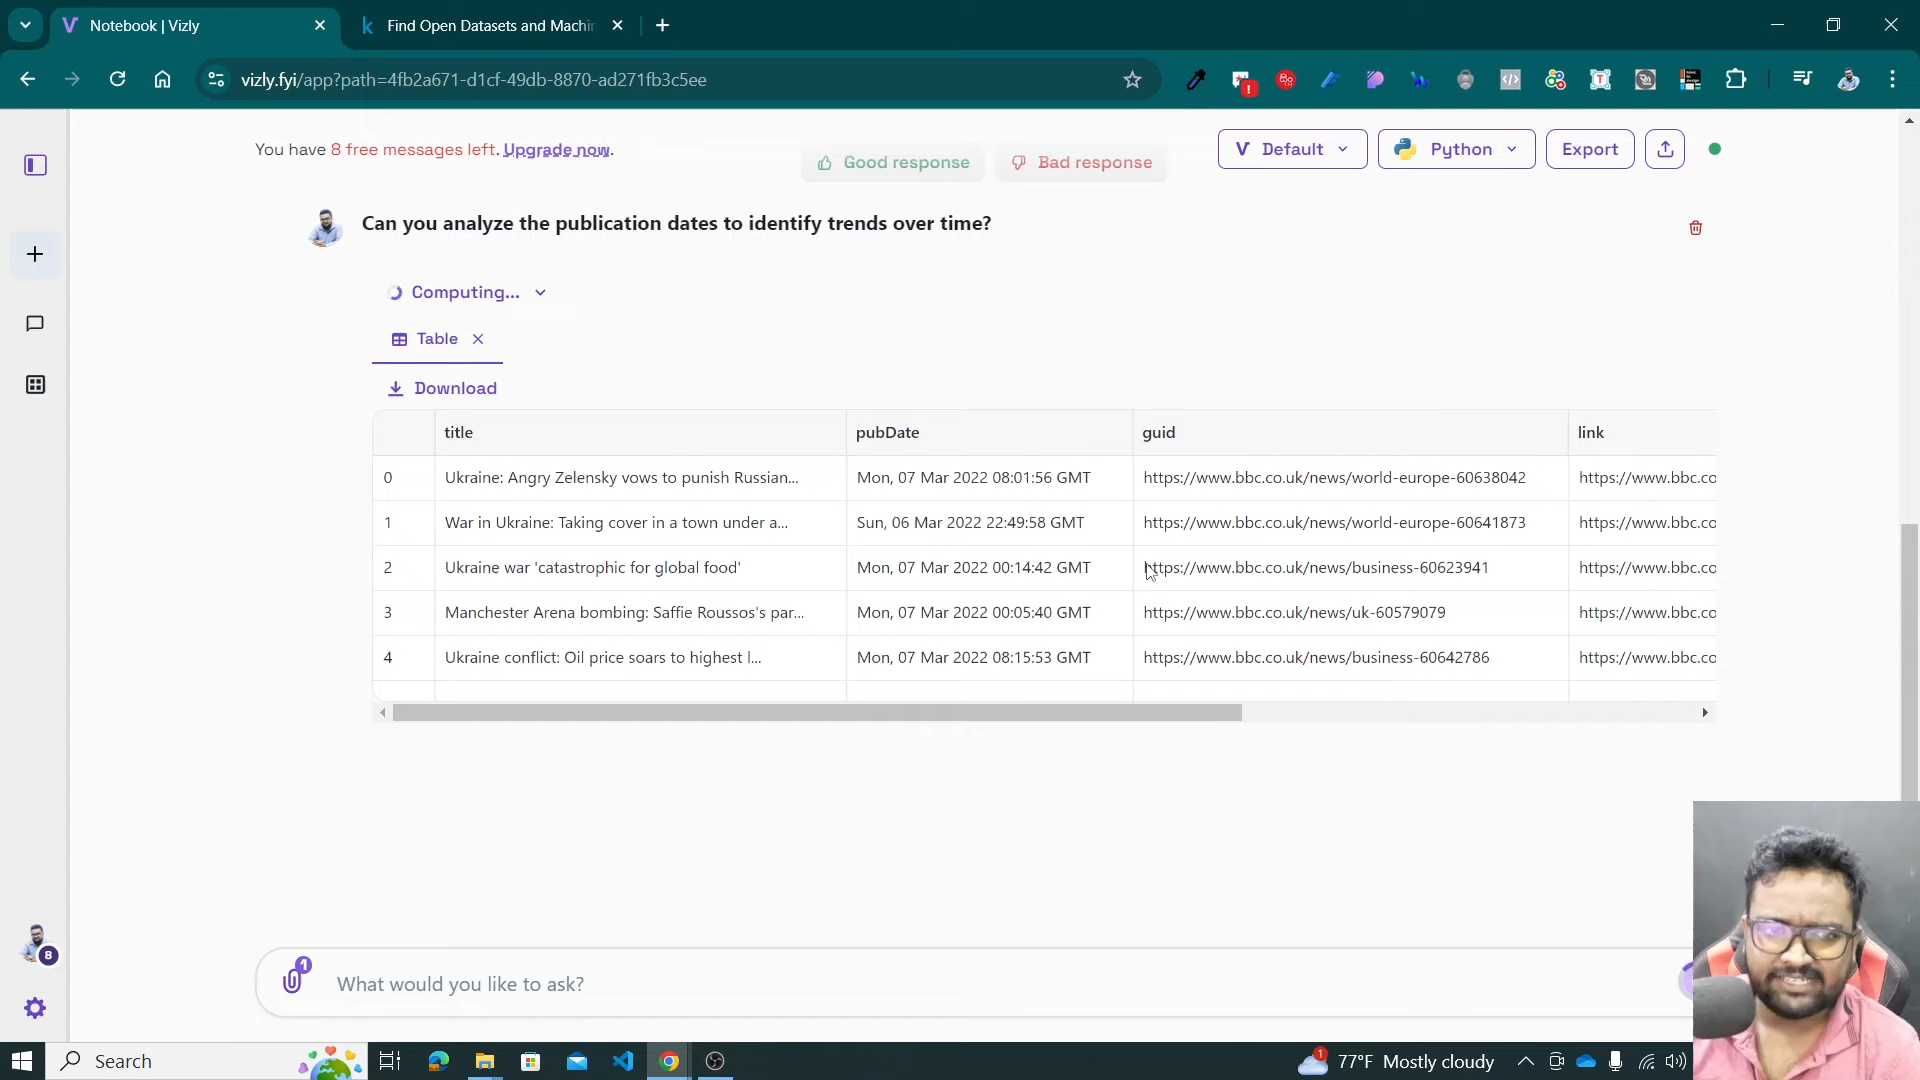 Notebook | Vizly
Find Open Datasets and Machin
vizly.fyi/app?path=4fb2a671-d1cf-49db-8870-ad271fb3c5ee
You have 8 free messages left. Upgrade now.
Good response
Bad response
Default
Python
Export
Can you analyze the publication dates to identify trends over time?
Computing...
Table
Download
title pubDate guid link
0 Ukraine: Angry Zelensky vows to punish Russian... Mon, 07 Mar 2022 08:01:56 GMT https://www.bbc.co.uk/news/world-europe-60638042 https://www.bbc.co
1 War in Ukraine: Taking cover in a town under a... Sun, 06 Mar 2022 22:49:58 GMT https://www.bbc.co.uk/news/world-europe-60641873 https://www.bbc.co
2 Ukraine war 'catastrophic for global food' Mon, 07 Mar 2022 00:14:42 GMT https://www.bbc.co.uk/news/business-60623941 https://www.bbc.co
3 Manchester Arena bombing: Saffie Roussos's par... Mon, 07 Mar 2022 00:05:40 GMT https://www.bbc.co.uk/news/uk-60579079 https://www.bbc.co
4 Ukraine conflict: Oil price soars to highest l... Mon, 07 Mar 2022 08:15:53 GMT https://www.bbc.co.uk/news/business-60642786 https://www.bbc.co
8
1
What would you like to ask?
Search
1
77°F Mostly cloudy